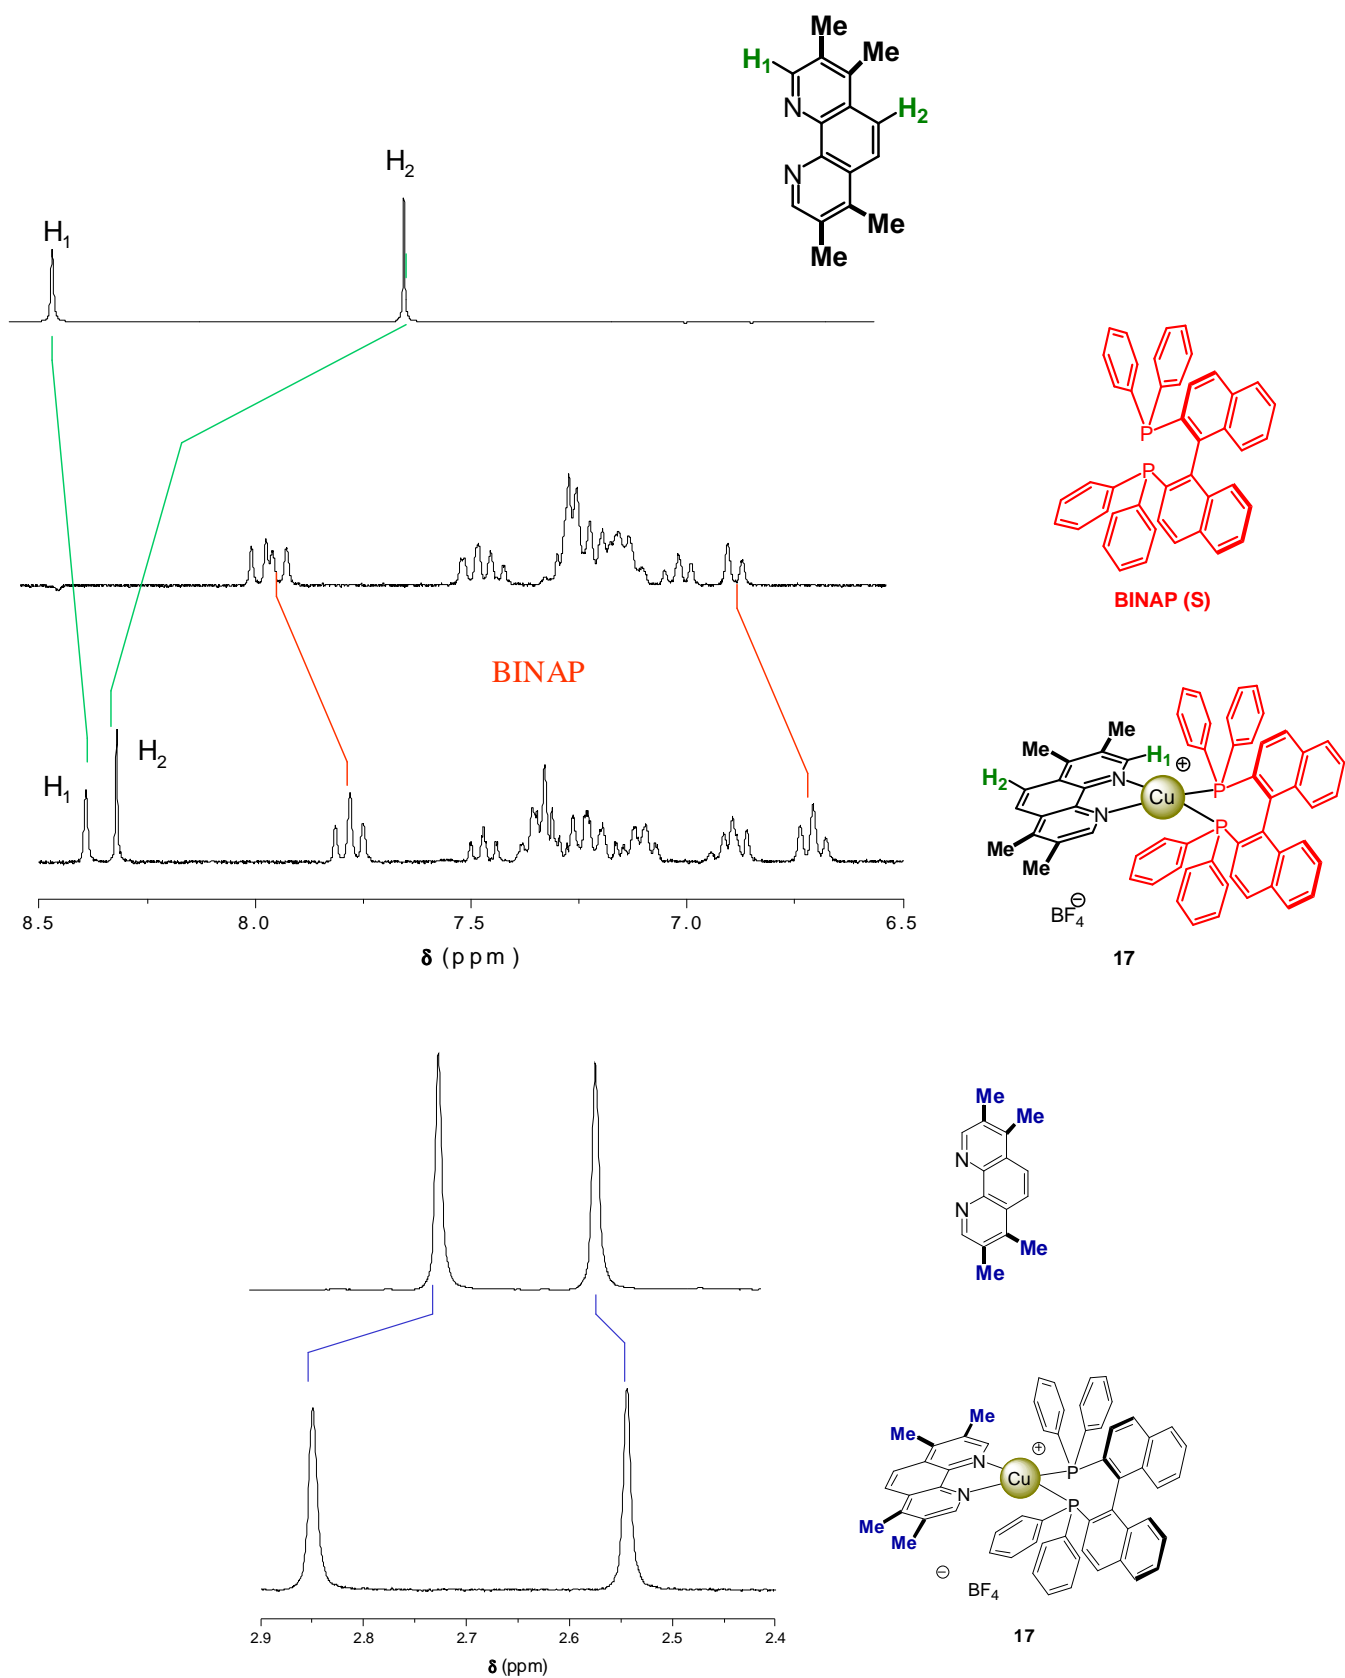 Me
Me
H1
N
H2
N
Me
Me
H1
H2
P
P
BINAP (S)
BINAP
H1
H2
Me
Me
H1
⊕
H2
N
Cu
P
N
P
Me
Me
⊖
BF4
17
8.5 8.0 7.5 7.0 6.5
δ (ppm)
Me
Me
N
N
Me
Me
Me
Me
⊕
N
Cu
P
N
P
Me
Me
⊖
BF4
17
2.9 2.8 2.7 2.6 2.5 2.4
δ (ppm)